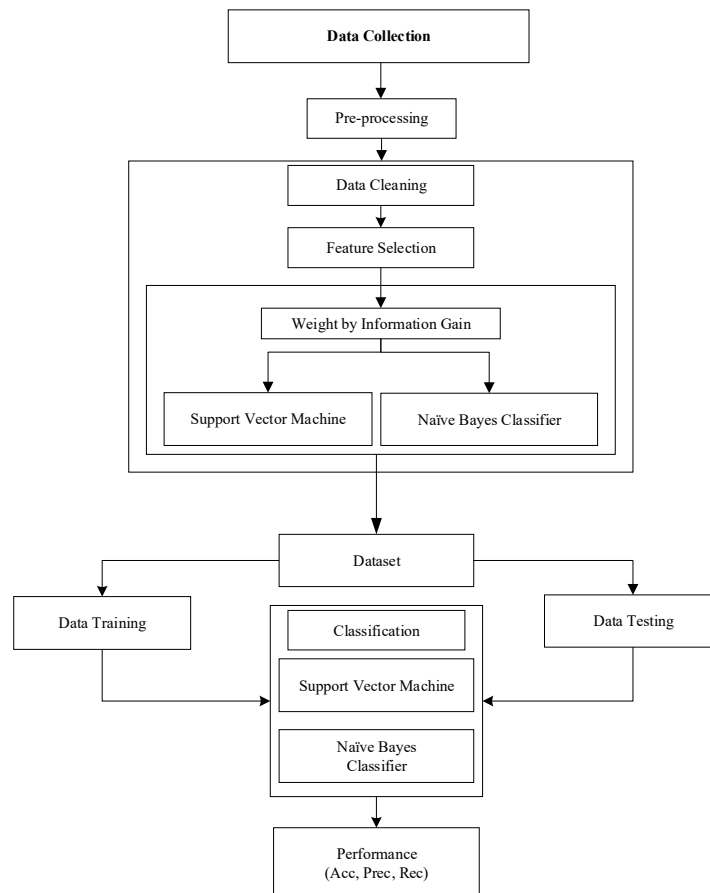 Data Collection
Pre-processing
Data Cleaning
Feature Selection
Weight by Information Gain
Support Vector Machine
Naïve Bayes Classifier
Dataset
Data Training
Classification
Data Testing
Support Vector Machine
Naïve Bayes
Classifier
Performance
(Acc, Prec, Rec)